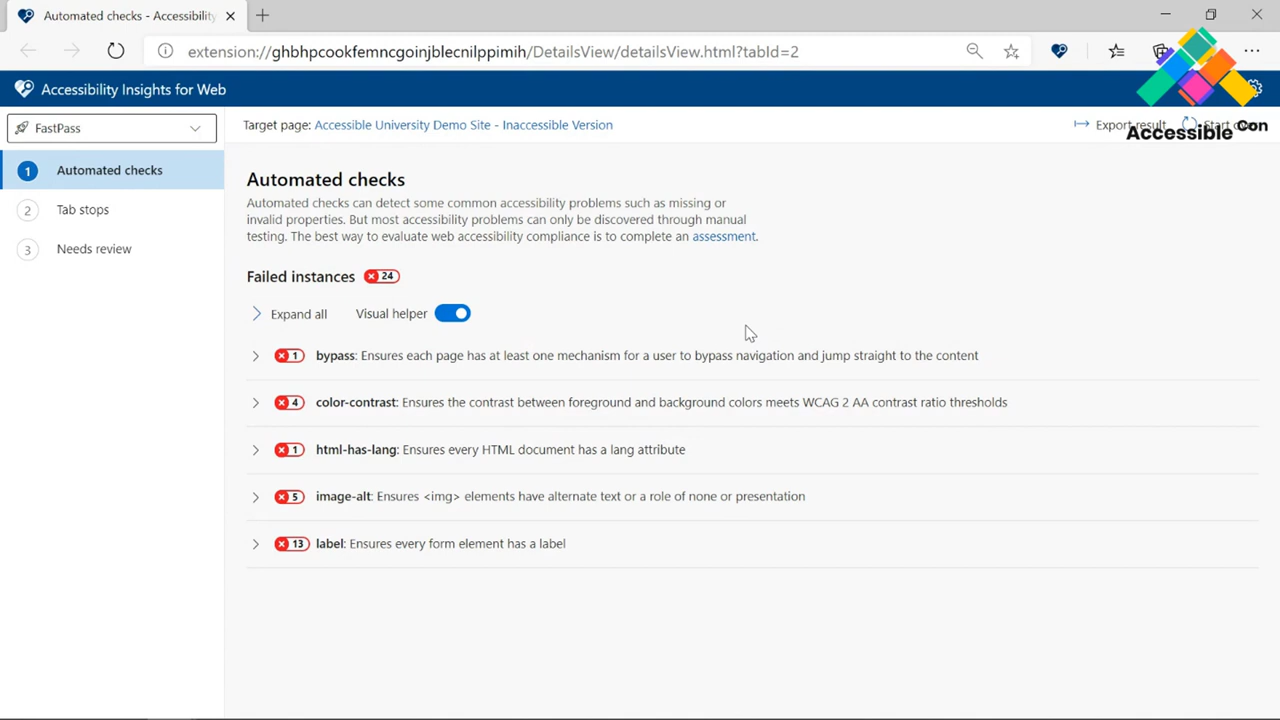 Automated checks - Accessibility
extension://ghbhpcookfemncgoinjblecnilppimih/DetailsView/detailsView.html?tabId=2
Accessibility Insights for Web
FastPass
Target page: Accessible University Demo Site - Inaccessible Version
Export result
Start
Accessible Con
1 Automated checks
2 Tab stops
3 Needs review
Automated checks
Automated checks can detect some common accessibility problems such as missing or
invalid properties. But most accessibility problems can only be discovered through manual
testing. The best way to evaluate web accessibility compliance is to complete an assessment.
Failed instances 24
Expand all Visual helper
1 bypass: Ensures each page has at least one mechanism for a user to bypass navigation and jump straight to the content
4 color-contrast: Ensures the contrast between foreground and background colors meets WCAG 2 AA contrast ratio thresholds
1 html-has-lang: Ensures every HTML document has a lang attribute
5 image-alt: Ensures <img> elements have alternate text or a role of none or presentation
13 label: Ensures every form element has a label